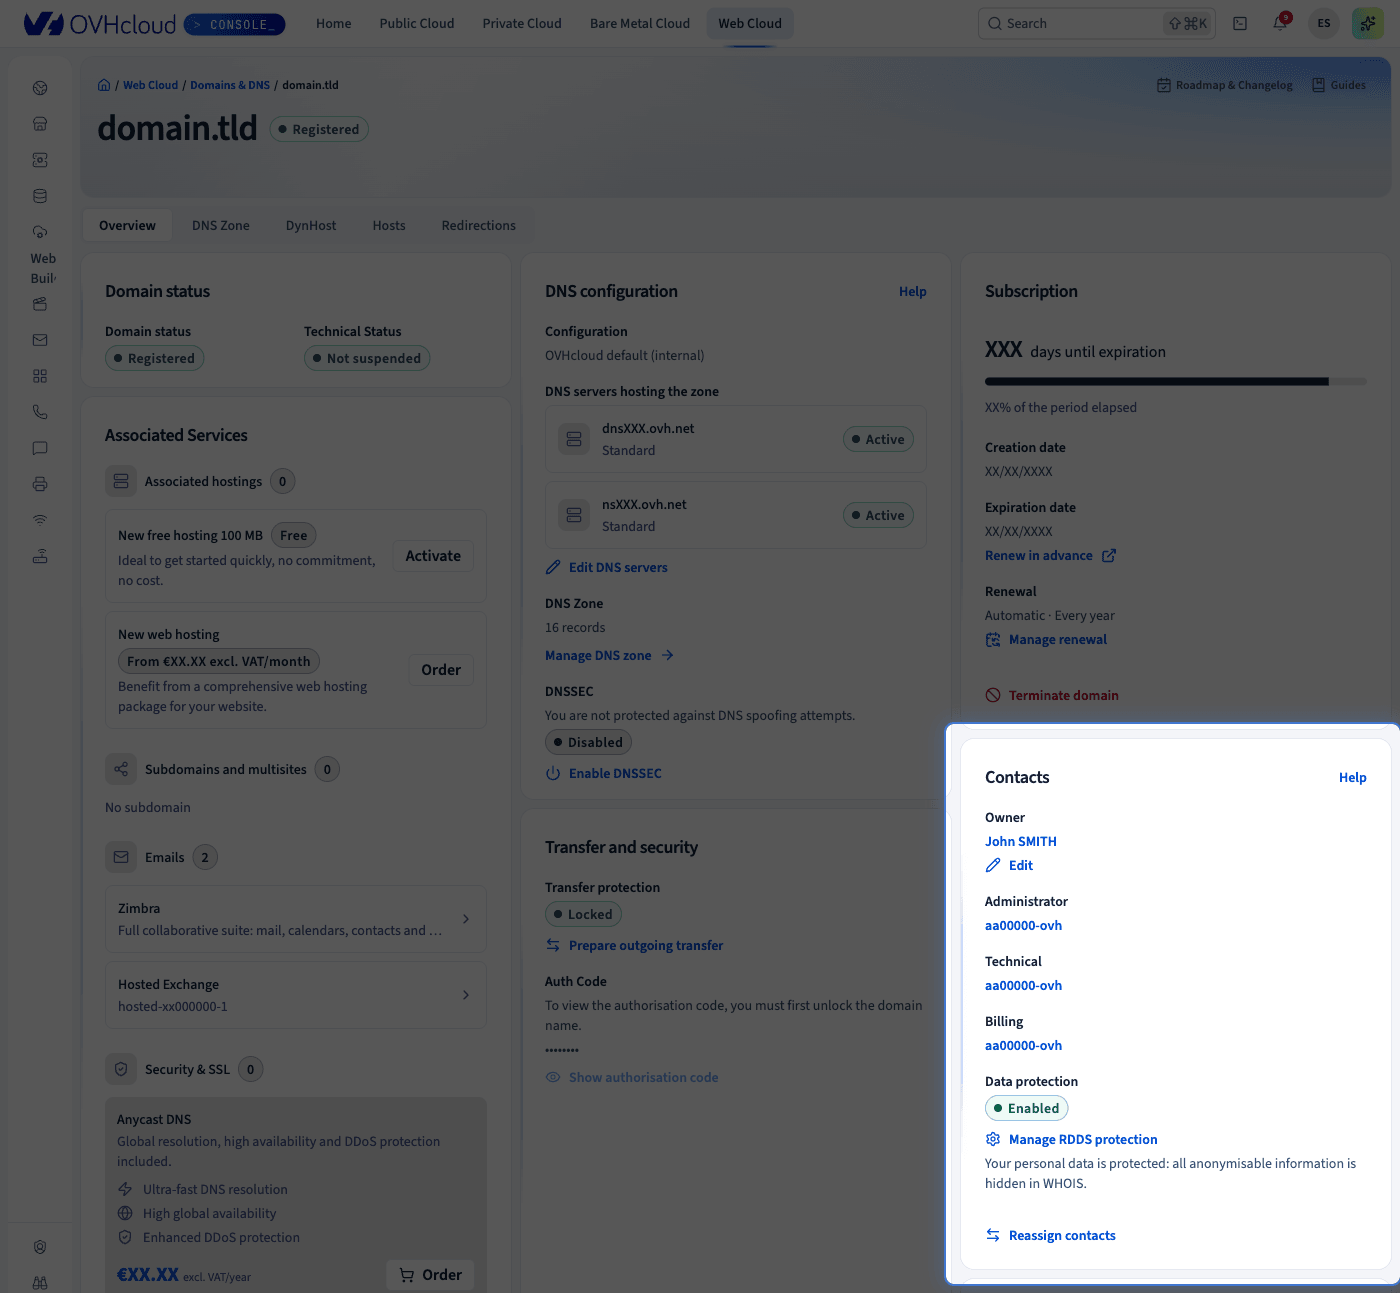 OVHcloud
> CONSOLE_
Home
Public Cloud
Private Cloud
Bare Metal Cloud
Web Cloud
Search
⇧⌘K
9
ES
/ Web Cloud / Domains & DNS / domain.tld
Roadmap & Changelog
Guides
domain.tld
Registered
Overview
DNS Zone
DynHost
Hosts
Redirections
Web
Buil
Domain status
Domain status
Technical Status
Registered
Not suspended
Associated Services
Associated hostings 0
New free hosting 100 MB Free
Ideal to get started quickly, no commitment,
no cost.
Activate
New web hosting
From €XX.XX excl. VAT/month
Benefit from a comprehensive web hosting
package for your website.
Order
Subdomains and multisites 0
No subdomain
Emails 2
Zimbra
Full collaborative suite: mail, calendars, contacts and ...
Hosted Exchange
hosted-xx000000-1
Security & SSL 0
Anycast DNS
Global resolution, high availability and DDoS protection
included.
Ultra-fast DNS resolution
High global availability
Enhanced DDoS protection
€XX.XX excl. VAT/year
Order
DNS configuration
Help
Configuration
OVHcloud default (internal)
DNS servers hosting the zone
dnsXXX.ovh.net
Standard
Active
nsXXX.ovh.net
Standard
Active
Edit DNS servers
DNS Zone
16 records
Manage DNS zone
DNSSEC
You are not protected against DNS spoofing attempts.
Disabled
Enable DNSSEC
Transfer and security
Transfer protection
Locked
Prepare outgoing transfer
Auth Code
To view the authorisation code, you must first unlock the domain
name.
••••••••
Show authorisation code
Subscription
XXX days until expiration
XX% of the period elapsed
Creation date
XX/XX/XXXX
Expiration date
XX/XX/XXXX
Renew in advance
Renewal
Automatic · Every year
Manage renewal
Terminate domain
Contacts
Help
Owner
John SMITH
Edit
Administrator
aa00000-ovh
Technical
aa00000-ovh
Billing
aa00000-ovh
Data protection
Enabled
Manage RDDS protection
Your personal data is protected: all anonymisable information is
hidden in WHOIS.
Reassign contacts